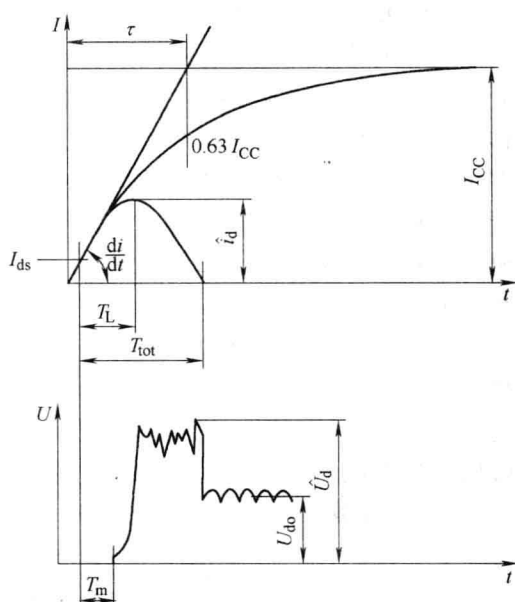 I
τ
0.63 I_CC
I_CC
î_d
I_ds
di
dt
t
T_L
T_tot
U
Û_d
U_do
t
T_m